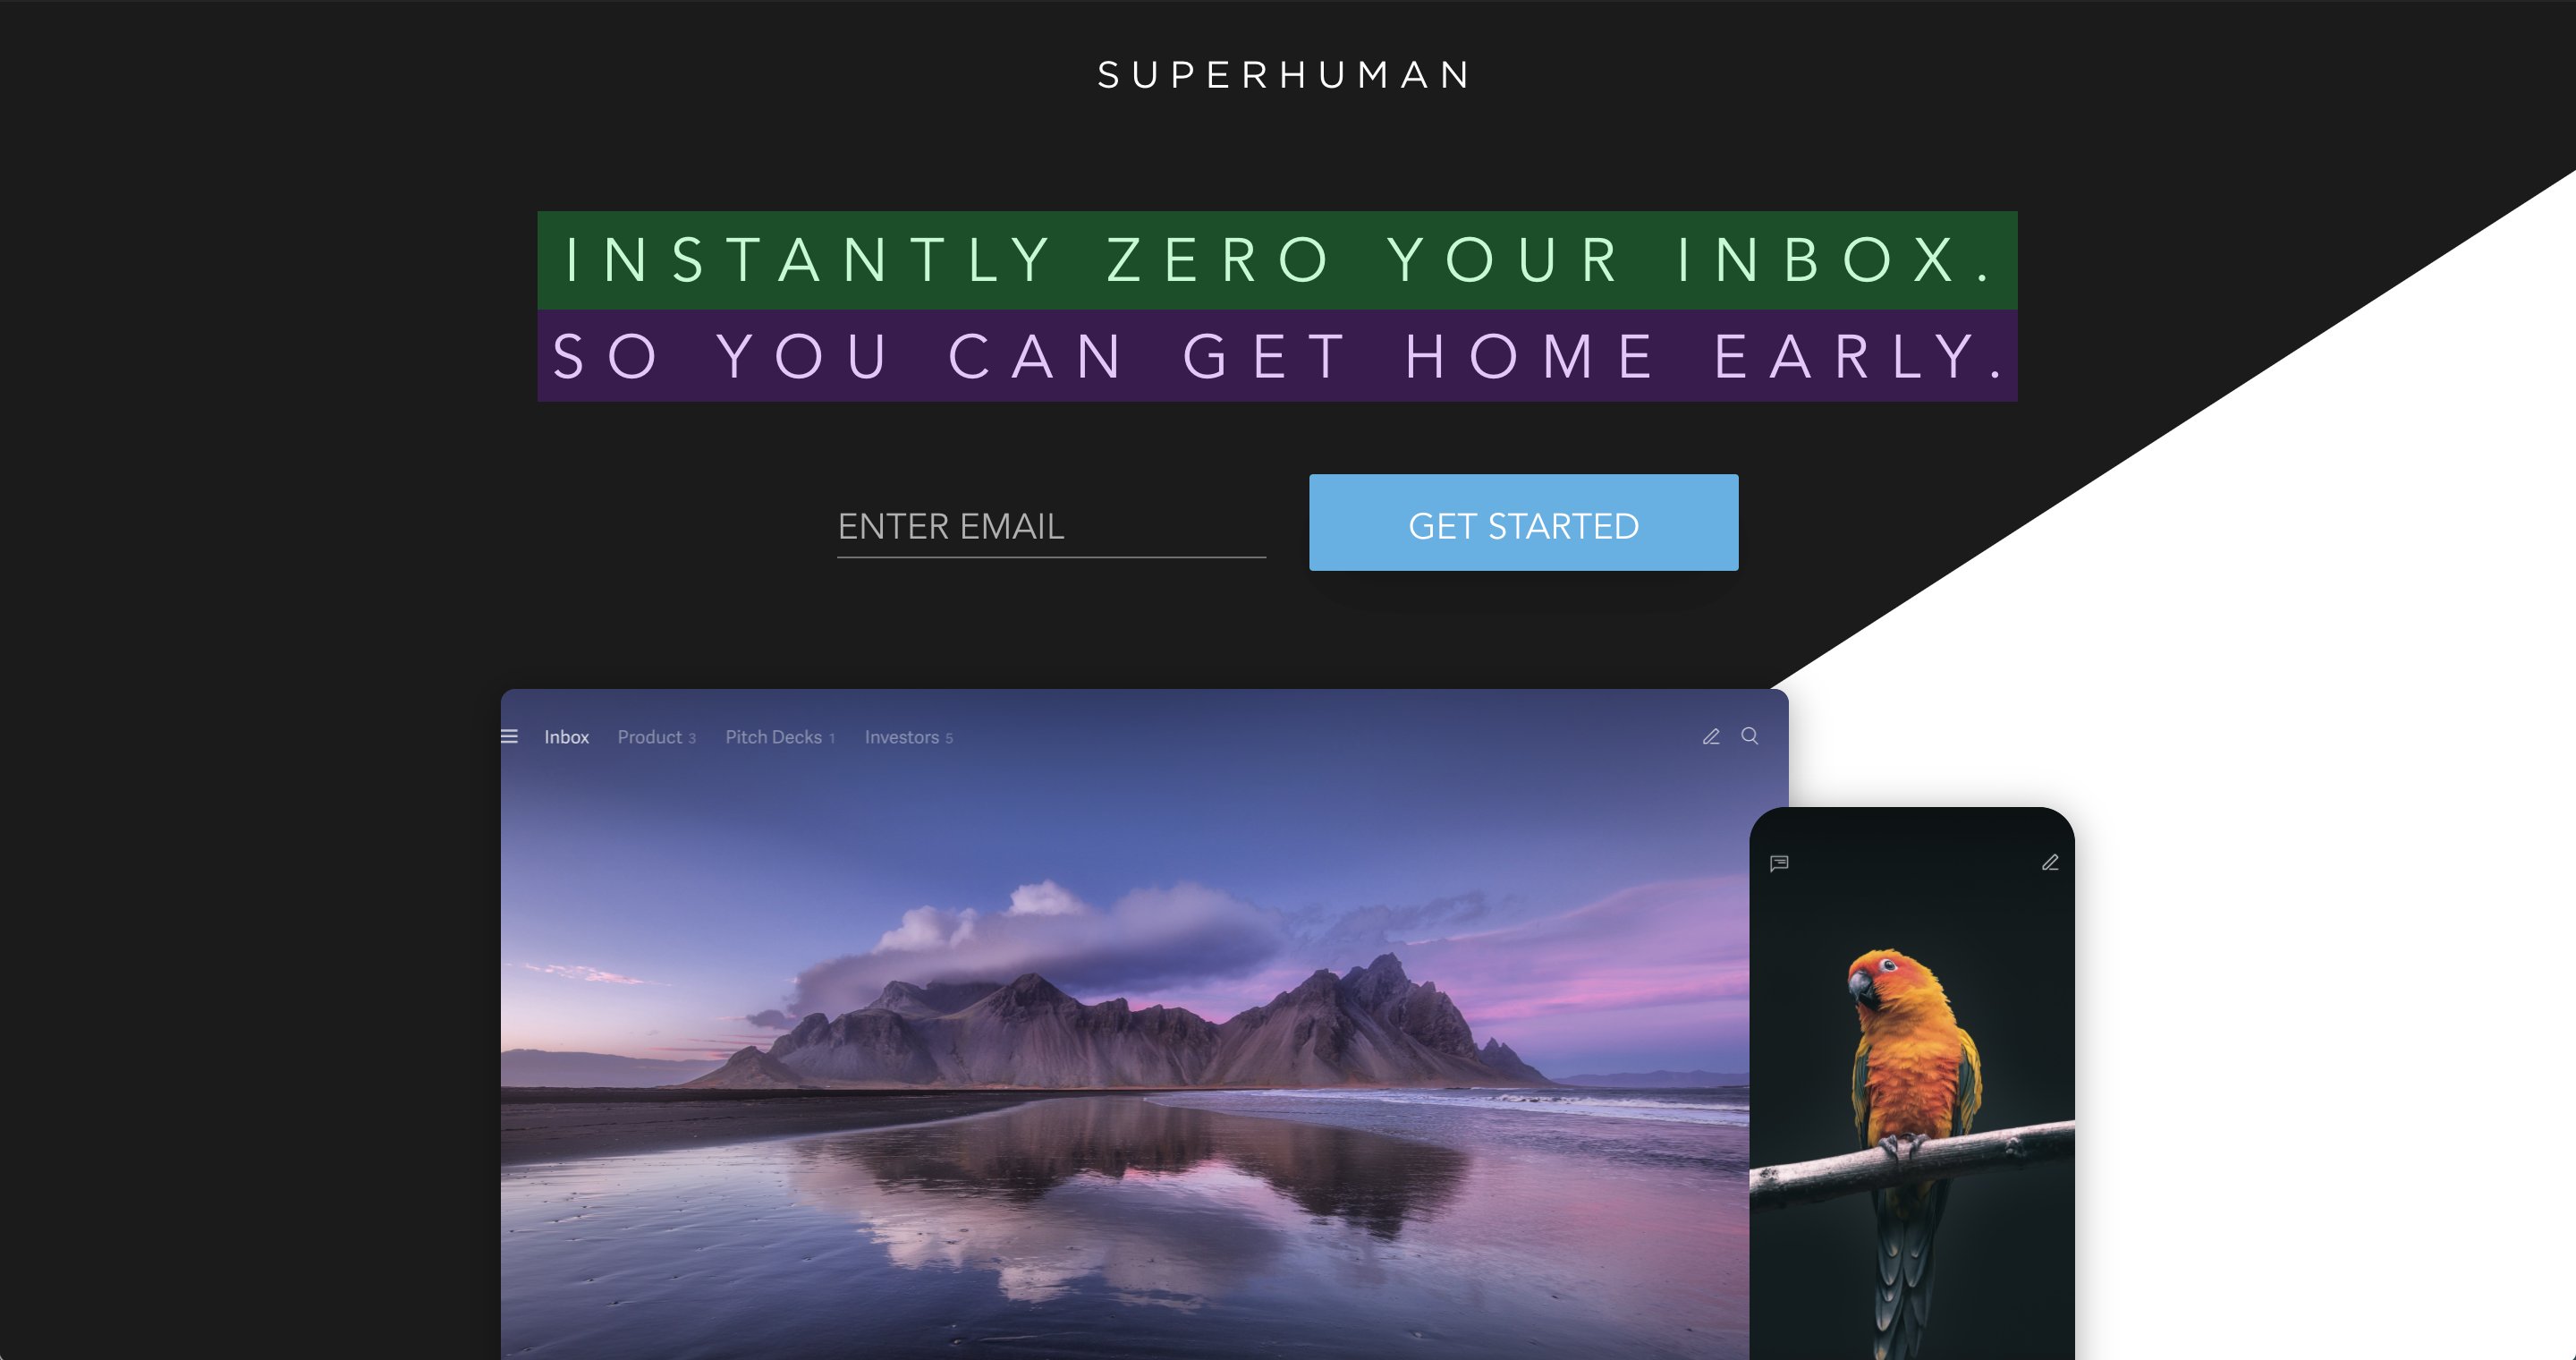 SUPERHUMAN
INSTANTLY ZERO YOUR INBOX.
SO YOU CAN GET HOME EARLY.
ENTER EMAIL
GET STARTED
Inbox Product 3 Pitch Decks 1 Investors 5